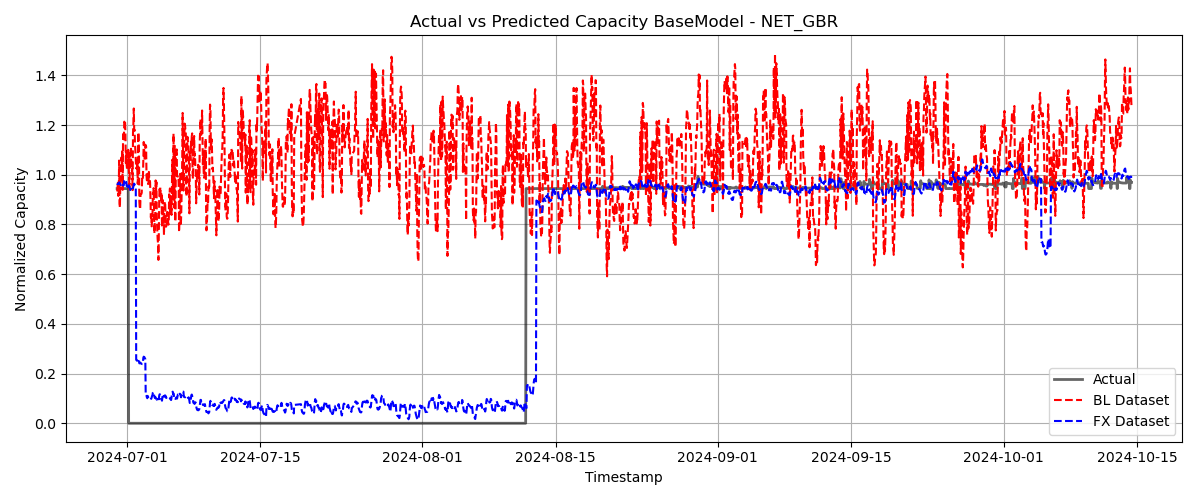 Actual vs Predicted Capacity BaseModel - NET_GBR
Normalized Capacity
1.4
1.2
1.0
0.8
0.6
0.4
0.2
0.0
Actual
BL Dataset
FX Dataset
2024-07-01 2024-07-15 2024-08-01 2024-08-15 2024-09-01 2024-09-15 2024-10-01 2024-10-15
Timestamp